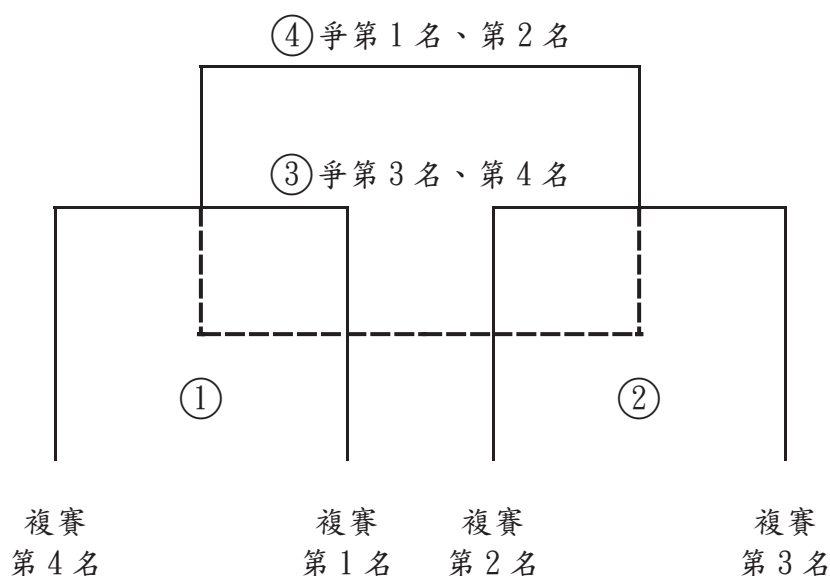 ④爭第1名、第2名
③爭第3名、第4名
①
②
複賽
第4名
複賽
第1名
複賽
第2名
複賽
第3名